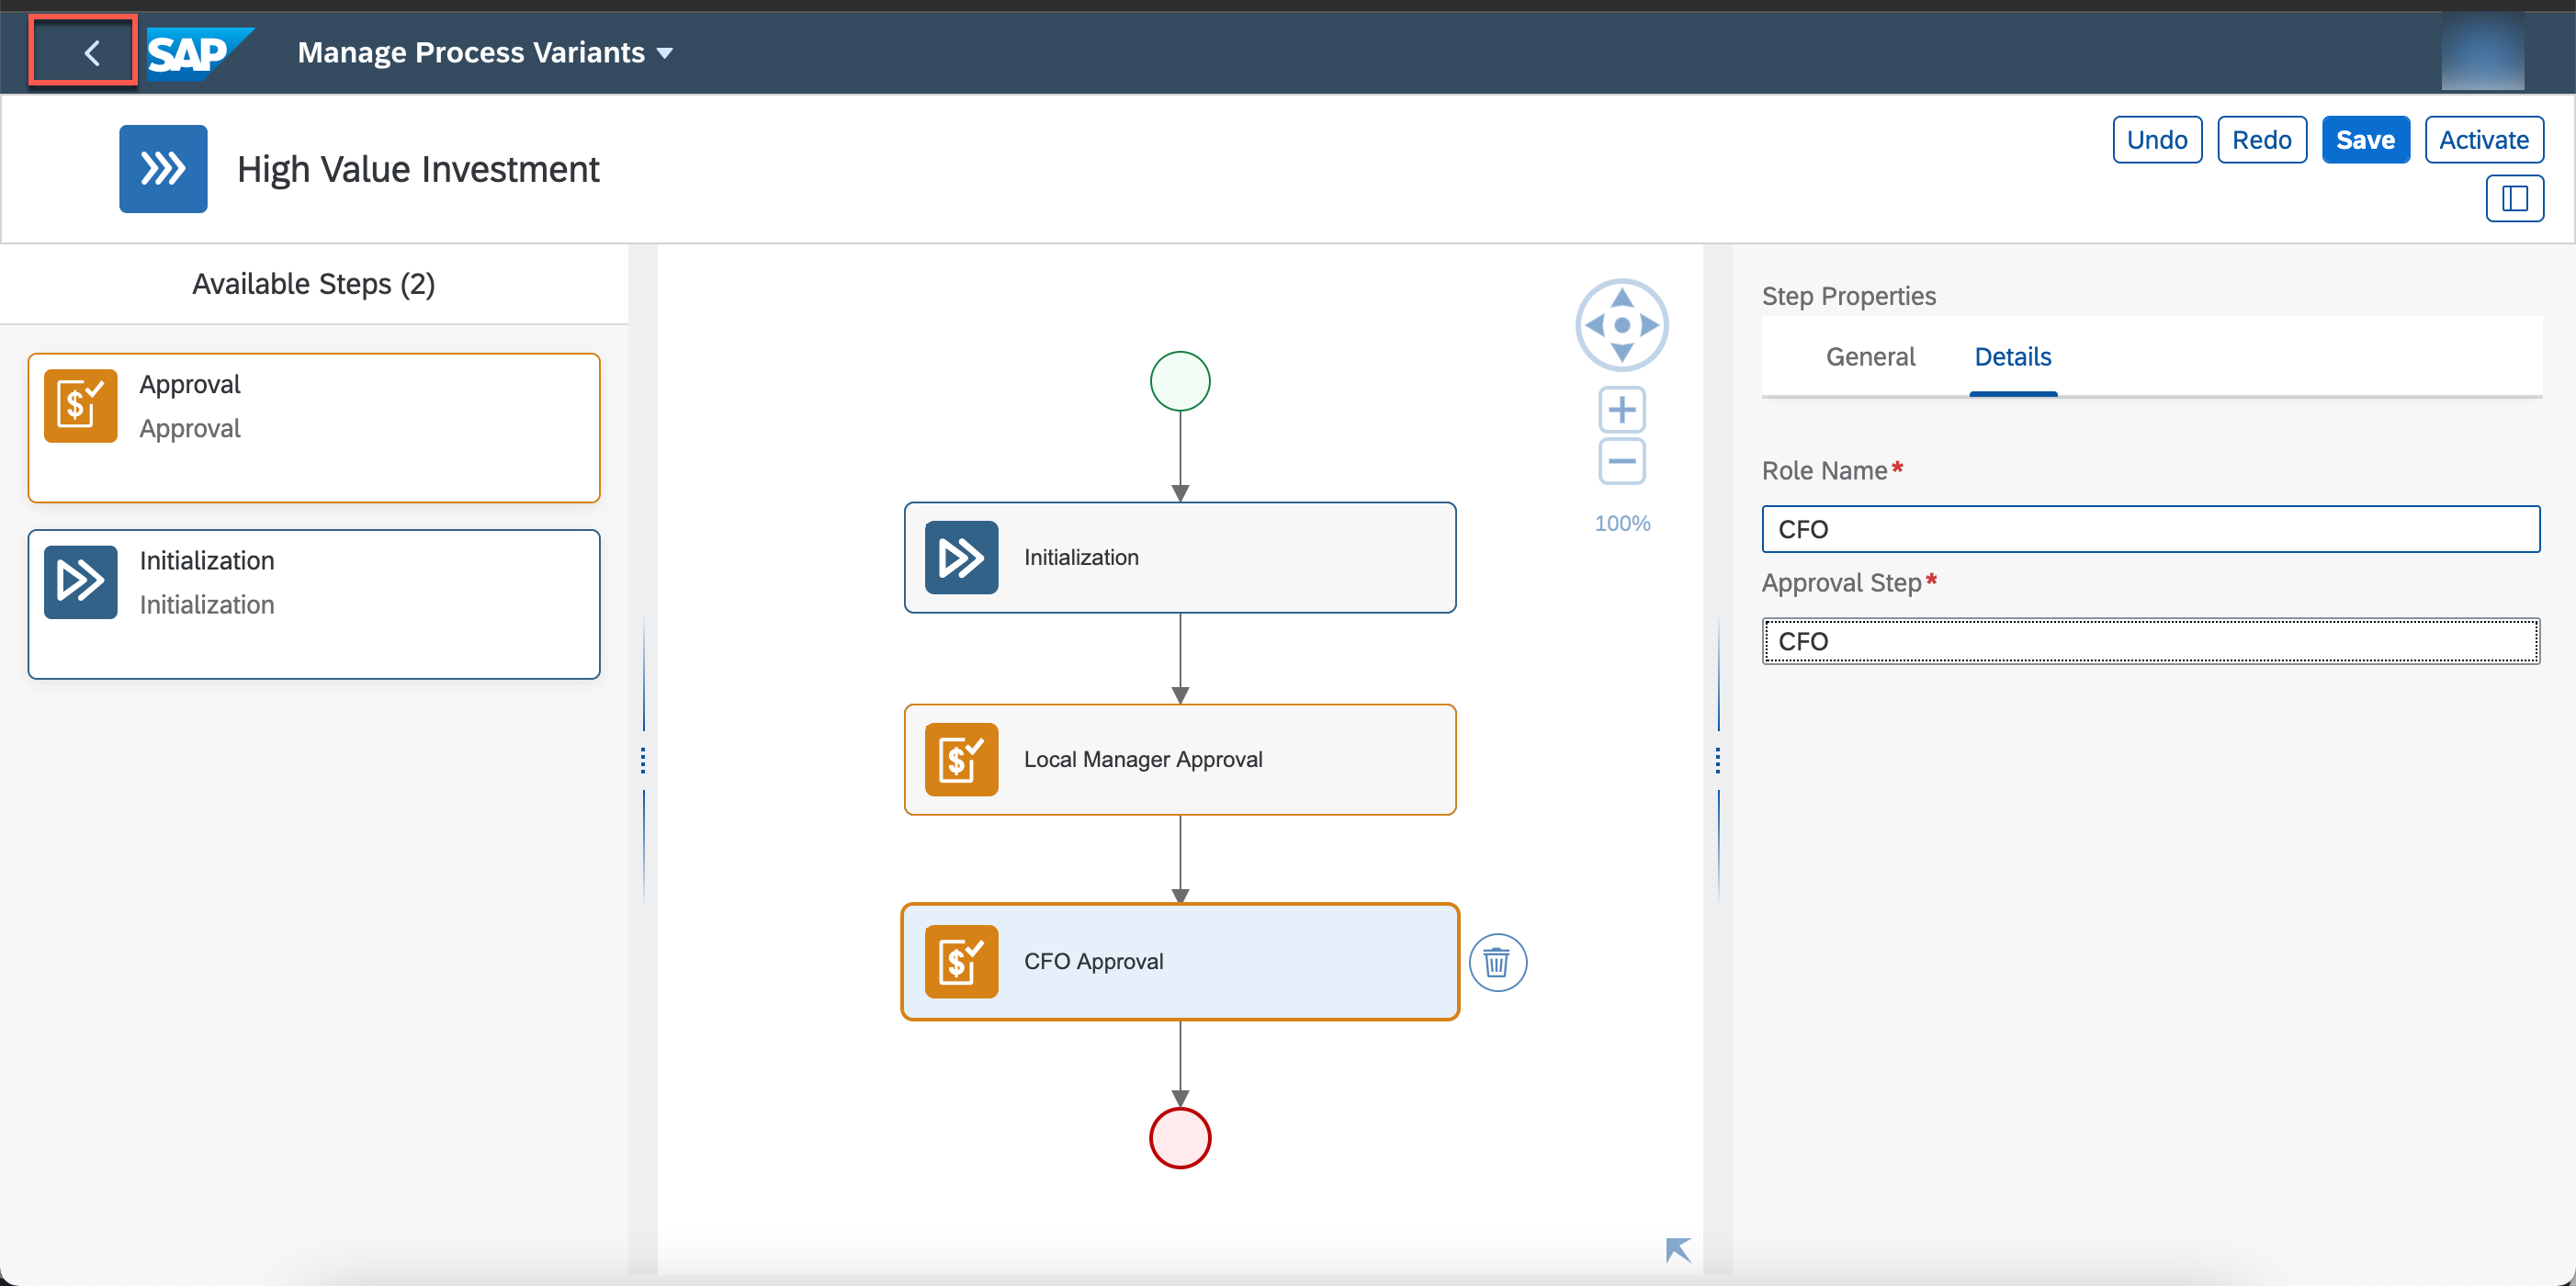 SAP
Manage Process Variants
High Value Investment
Undo
Redo
Save
Activate
Available Steps (2)
Approval
Approval
Initialization
Initialization
Initialization
Local Manager Approval
CFO Approval
100%
Step Properties
General
Details
Role Name*
CFO
Approval Step*
CFO